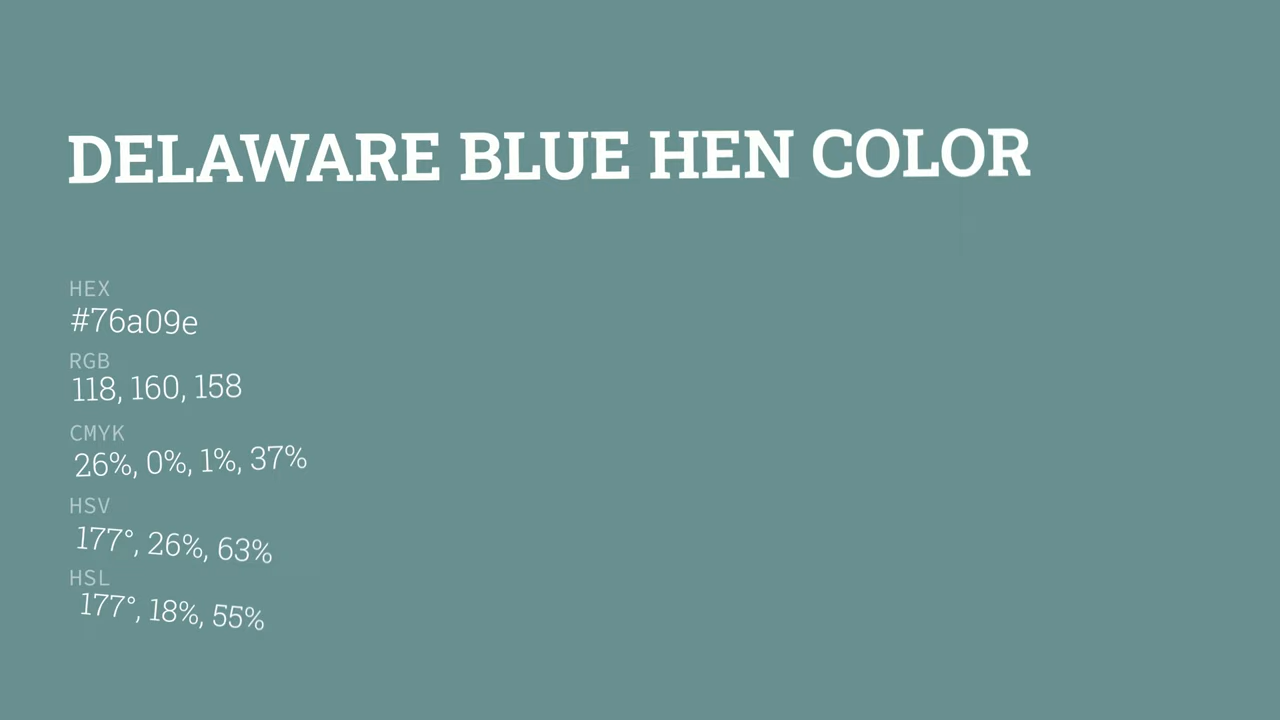 DELAWARE BLUE HEN COLOR
HEX
#76a09e
RGB
118, 160, 158
CMYK
26%, 0%, 1%, 37%
HSV
177°, 26%, 63%
HSL
177°, 18%, 55%